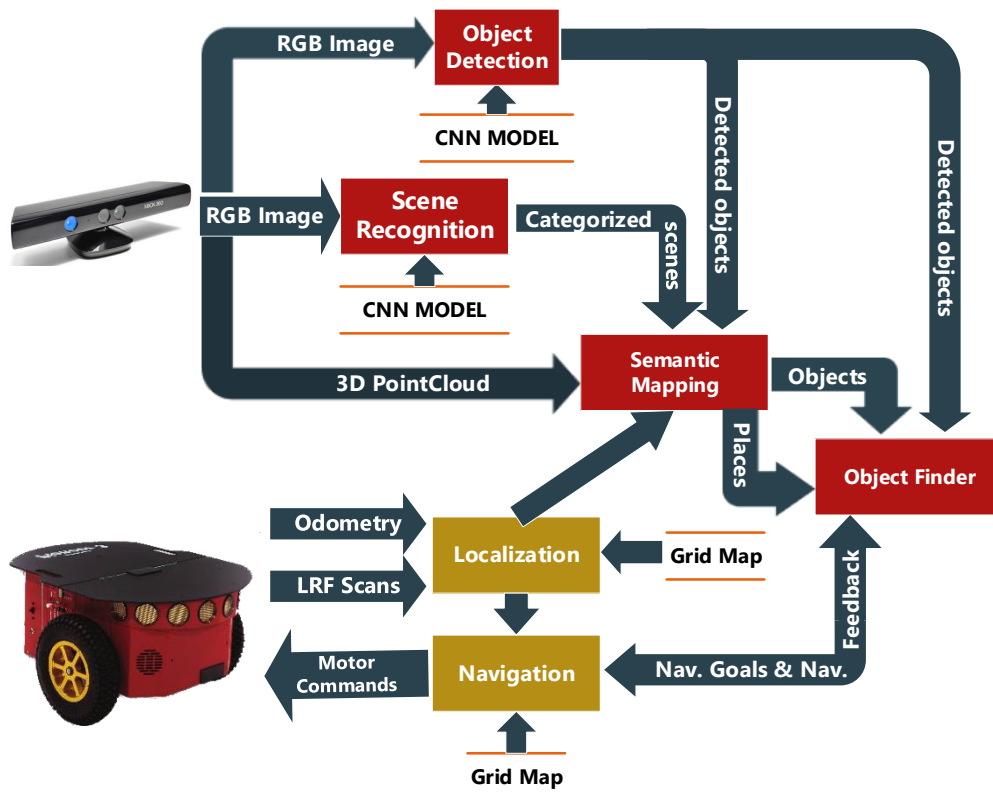 RGB Image
Object
Detection
CNN MODEL
Detected objects
Detected objects
XBOX 360
RGB Image
Scene
Recognition
Categorized
scenes
CNN MODEL
3D PointCloud
Semantic
Mapping
Objects
Places
Object Finder
Odometry
LRF Scans
Localization
Grid Map
Feedback
Motor
Commands
Navigation
Nav. Goals & Nav.
Grid Map